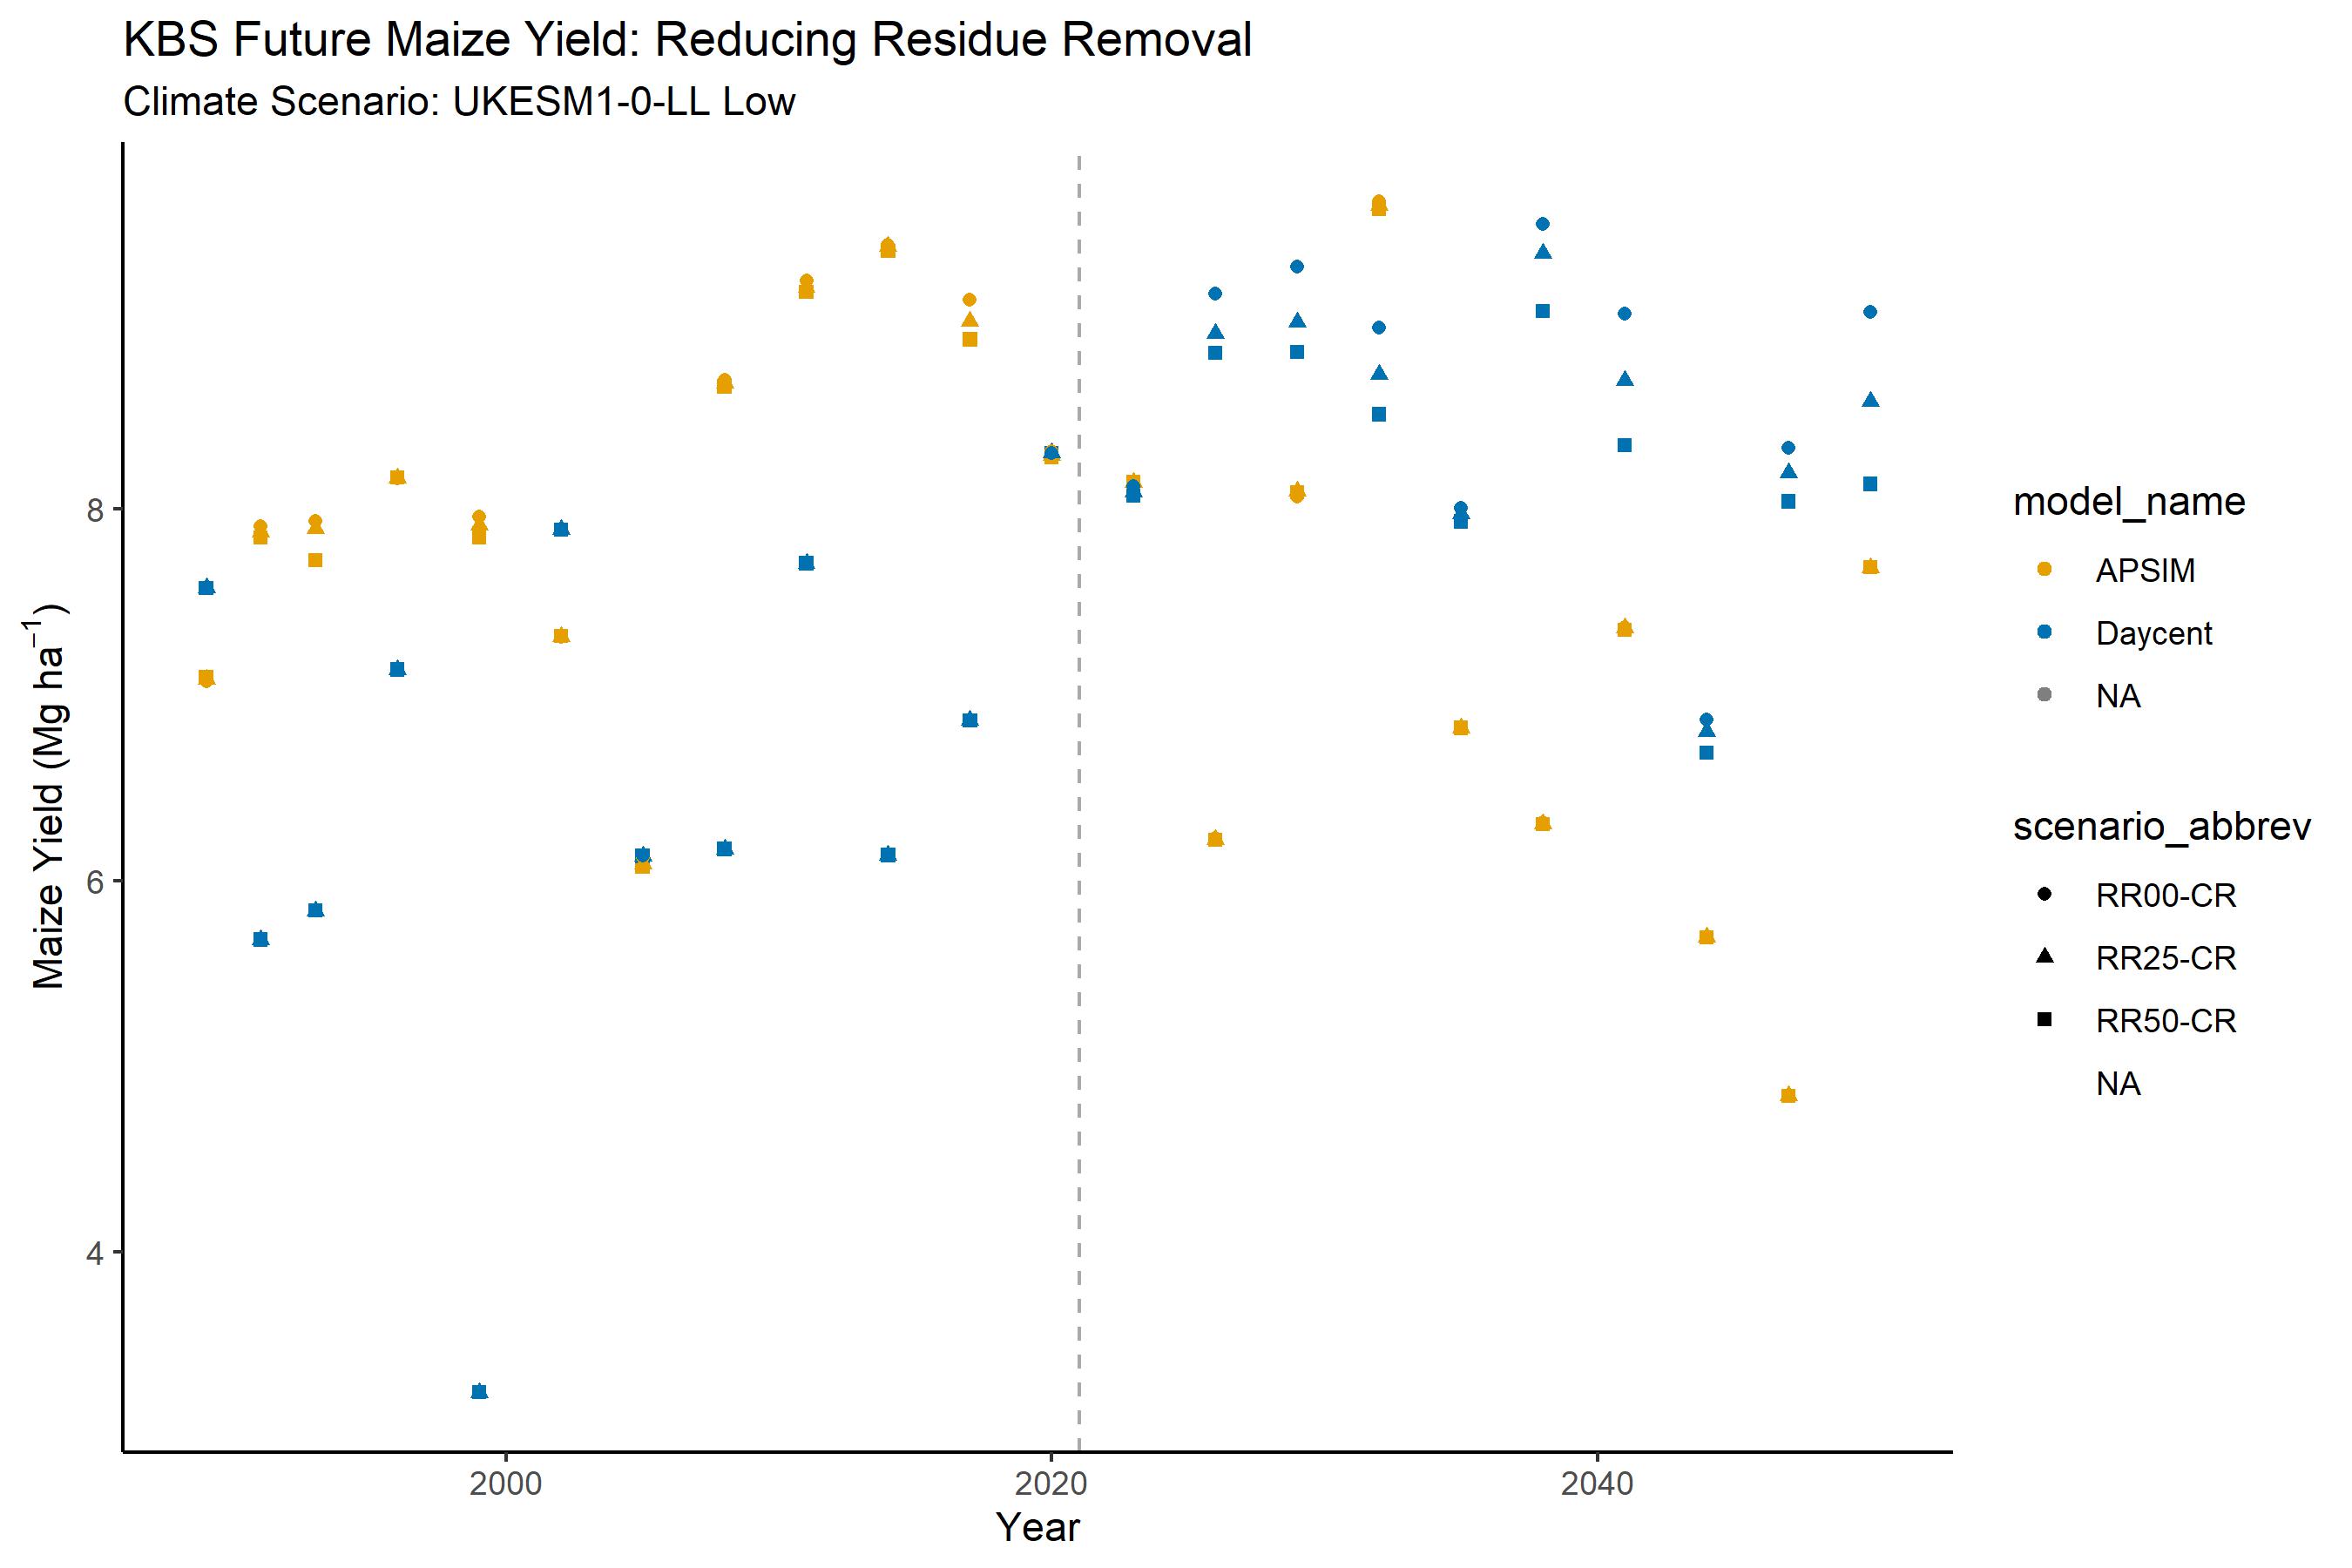 KBS Future Maize Yield: Reducing Residue Removal
Climate Scenario: UKESM1-0-LL Low
Maize Yield (Mg ha⁻¹)
8
6
4
2000
2020
2040
Year
model_name
APSIM
Daycent
NA
scenario_abbrev
RR00-CR
RR25-CR
RR50-CR
NA